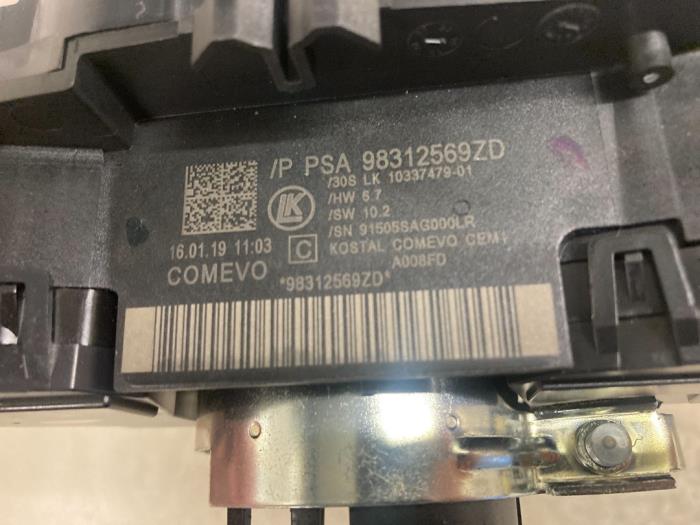 /P PSA 98312569ZD
/30S LK 10337479-01
/HW 6.7
/SW 10.2
/SN 91505SAG000LR
KOSTAL COMEVO CEM1
A008FD
LK
C
16.01.19 11:03
COMEVO
*98312569ZD*